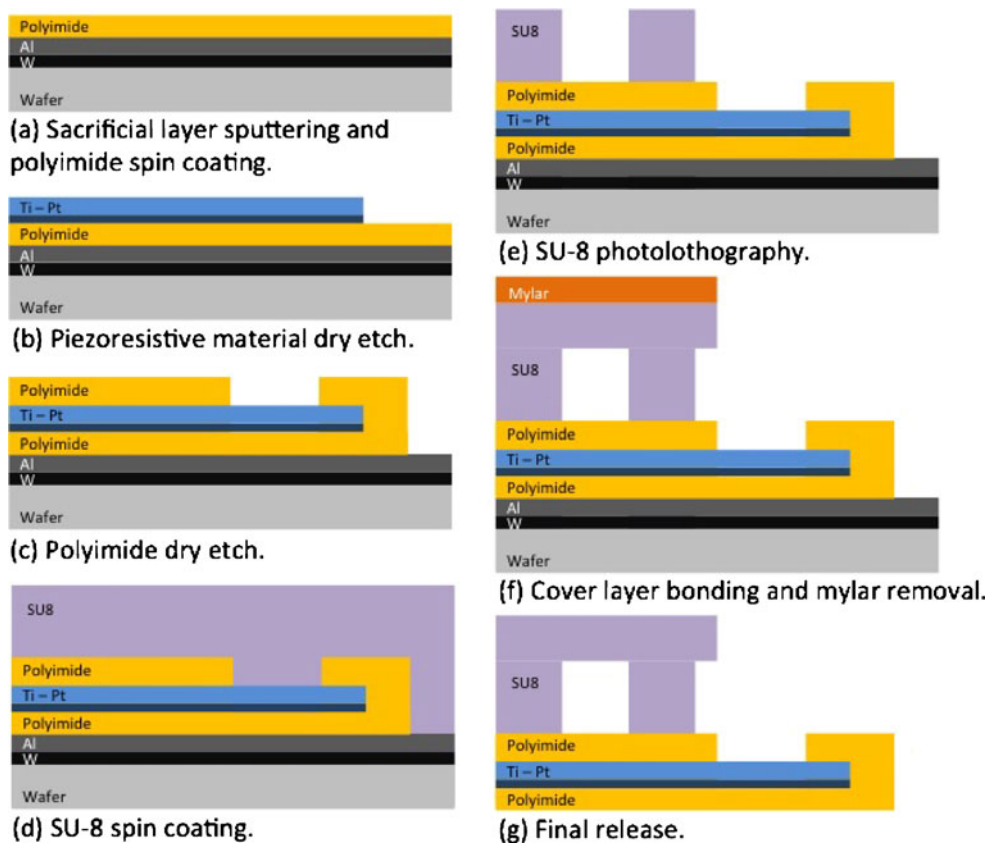 Polyimide
Al
W
Wafer
(a) Sacrificial layer sputtering and
polyimide spin coating.
Ti – Pt
Polyimide
Al
W
Wafer
(b) Piezoresistive material dry etch.
Polyimide
Ti – Pt
Polyimide
Al
W
Wafer
(c) Polyimide dry etch.
SU8
Polyimide
Ti – Pt
Polyimide
Al
W
Wafer
(d) SU-8 spin coating.
SU8
Polyimide
Ti – Pt
Polyimide
Al
W
Wafer
(e) SU-8 photolothography.
Mylar
SU8
Polyimide
Ti – Pt
Polyimide
Al
W
Wafer
(f) Cover layer bonding and mylar removal.
SU8
Polyimide
Ti – Pt
Polyimide
(g) Final release.